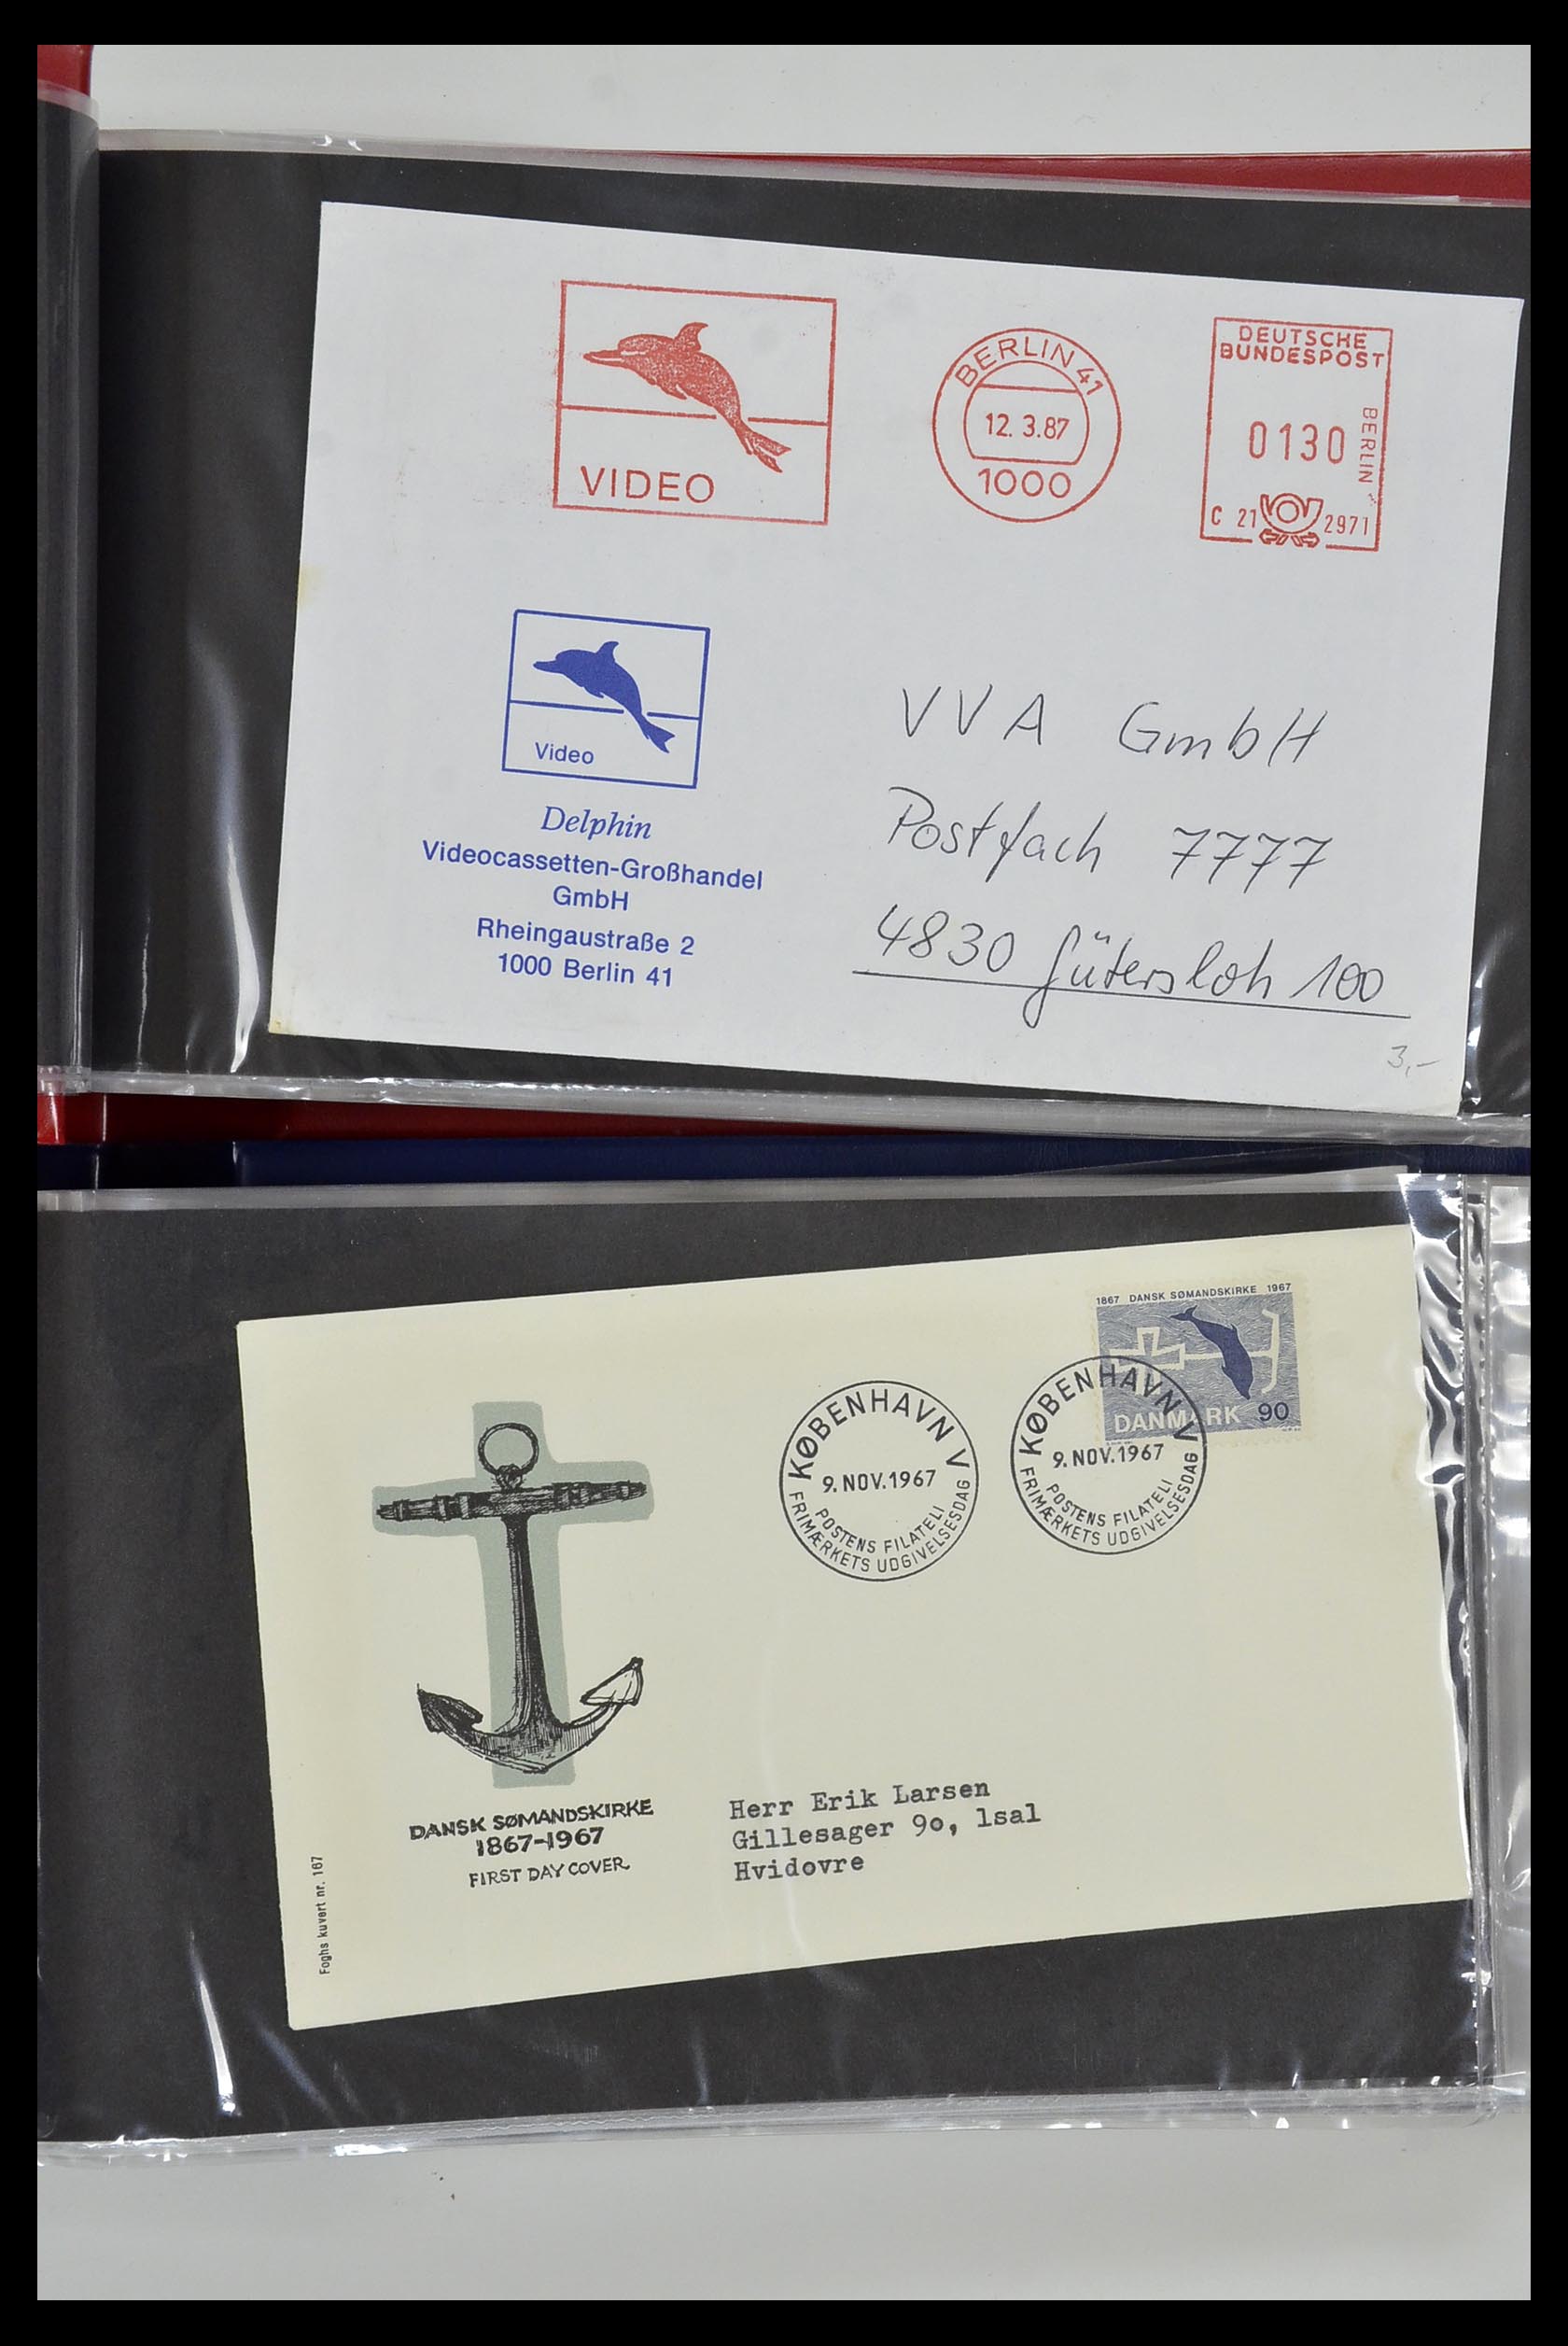 VIDEO
BERLIN 41
12. 3.87
1000
DEUTSCHE
BUNDESPOST
0130
BERLIN
C 21 2971
Video
Delphin
Videocassetten-Großhandel
GmbH
Rheingaustraße 2
1000 Berlin 41
VVA GmbH
Postfach 7777
4830 Gütersloh 100
3,-
1867 DANSK SØMANDSKIRKE 1967
DANMARK 90
KØBENHAVN V
9. NOV. 1967
POSTENS FILATELI
FRIMÆRKETS UDGIVELSESDAG
KØBENHAVN V
9. NOV. 1967
POSTENS FILATELI
FRIMÆRKETS UDGIVELSESDAG
DANSK SØMANDSKIRKE
1867-1967
FIRST DAY COVER
Foghs kuvert nr. 167
Herr Erik Larsen
Gillesager 9o, lsal
Hvidovre